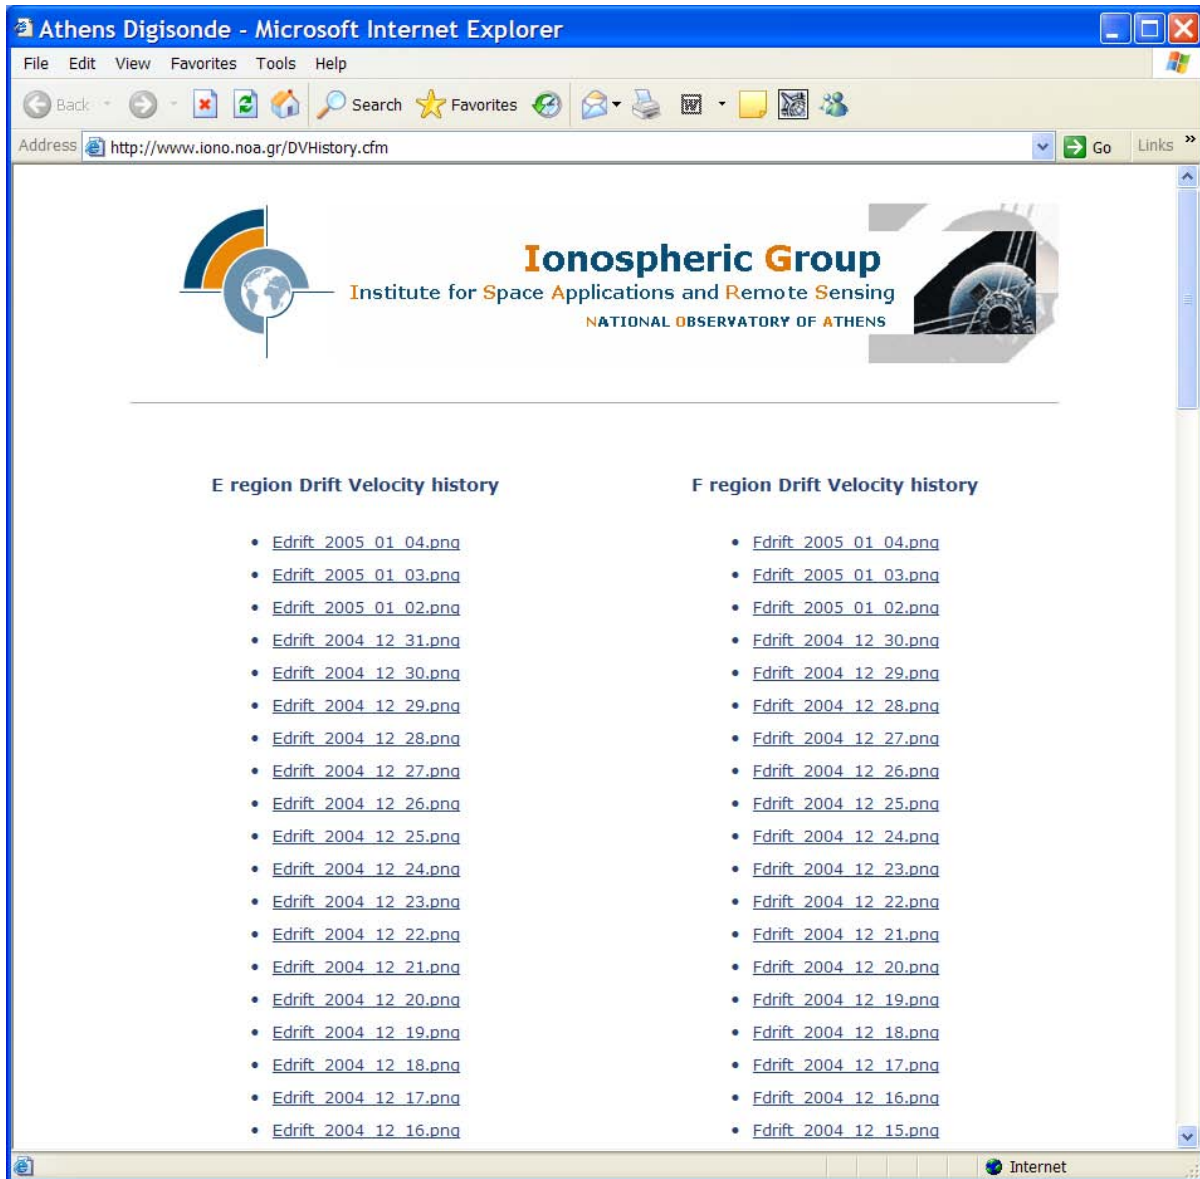 Athens Digisonde - Microsoft Internet Explorer
File Edit View Favorites Tools Help
Back Search Favorites
Address http://www.iono.noa.gr/DVHistory.cfm Go Links »
Ionospheric Group
Institute for Space Applications and Remote Sensing
NATIONAL OBSERVATORY OF ATHENS
E region Drift Velocity history
• Edrift_2005_01_04.png
• Edrift_2005_01_03.png
• Edrift_2005_01_02.png
• Edrift_2004_12_31.png
• Edrift_2004_12_30.png
• Edrift_2004_12_29.png
• Edrift_2004_12_28.png
• Edrift_2004_12_27.png
• Edrift_2004_12_26.png
• Edrift_2004_12_25.png
• Edrift_2004_12_24.png
• Edrift_2004_12_23.png
• Edrift_2004_12_22.png
• Edrift_2004_12_21.png
• Edrift_2004_12_20.png
• Edrift_2004_12_19.png
• Edrift_2004_12_18.png
• Edrift_2004_12_17.png
• Edrift_2004_12_16.png
F region Drift Velocity history
• Fdrift_2005_01_04.png
• Fdrift_2005_01_03.png
• Fdrift_2005_01_02.png
• Fdrift_2004_12_30.png
• Fdrift_2004_12_29.png
• Fdrift_2004_12_28.png
• Fdrift_2004_12_27.png
• Fdrift_2004_12_26.png
• Fdrift_2004_12_25.png
• Fdrift_2004_12_24.png
• Fdrift_2004_12_23.png
• Fdrift_2004_12_22.png
• Fdrift_2004_12_21.png
• Fdrift_2004_12_20.png
• Fdrift_2004_12_19.png
• Fdrift_2004_12_18.png
• Fdrift_2004_12_17.png
• Fdrift_2004_12_16.png
• Fdrift_2004_12_15.png
Internet